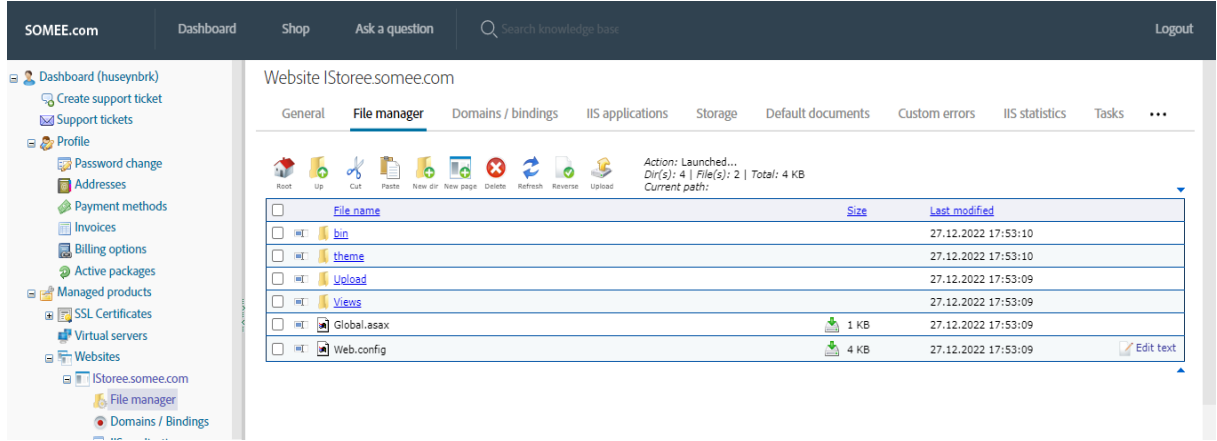 SOMEE.com Dashboard Shop Ask a question Search knowledge base Logout
Dashboard (huseynbrk)
Create support ticket
Support tickets
Profile
Password change
Addresses
Payment methods
Invoices
Billing options
Active packages
Managed products
SSL Certificates
Virtual servers
Websites
IStoree.somee.com
File manager
Domains / Bindings
Website IStoree.somee.com
General File manager Domains / bindings IIS applications Storage Default documents Custom errors IIS statistics Tasks •••
Root Up Cut Paste New dir New page Delete Refresh Reverse Upload
Action: Launched...
Dir(s): 4 | File(s): 2 | Total: 4 KB
Current path:
File name Size Last modified
bin 27.12.2022 17:53:10
theme 27.12.2022 17:53:10
Upload 27.12.2022 17:53:09
Views 27.12.2022 17:53:09
Global.asax 1 KB 27.12.2022 17:53:09
Web.config 4 KB 27.12.2022 17:53:09 Edit text